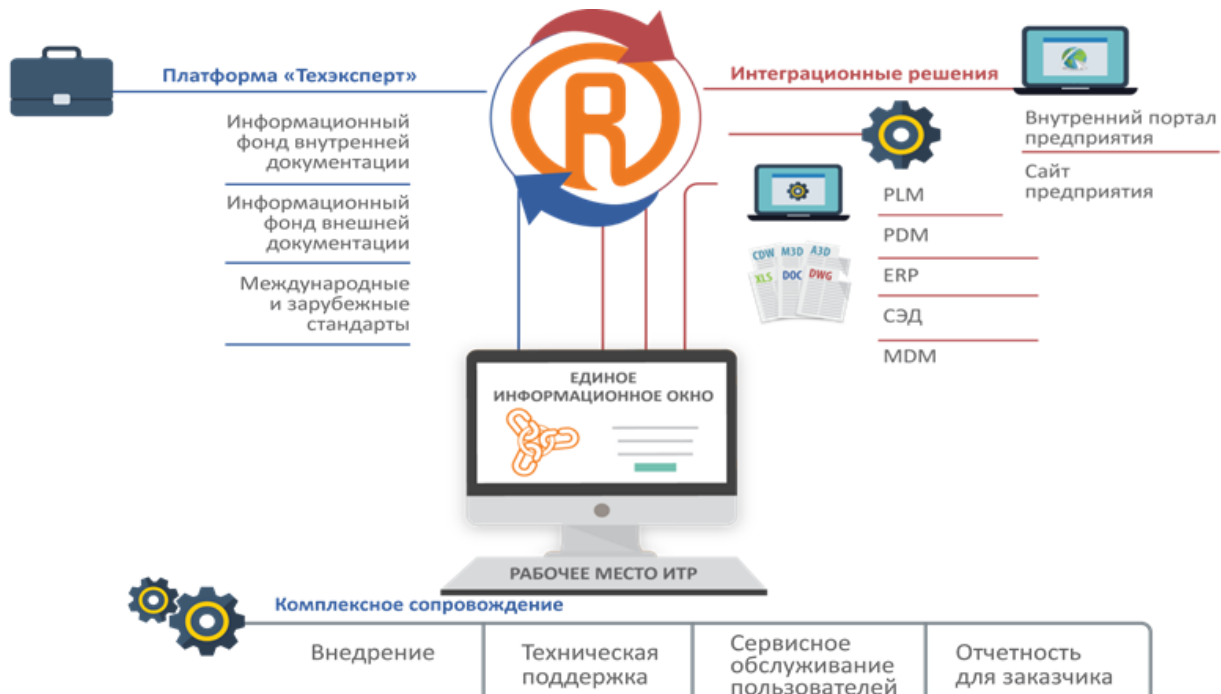 Платформа «Техэксперт»
Информационный
фонд внутренней
документации
Информационный
фонд внешней
документации
Международные
и зарубежные
стандарты
R
Интеграционные решения
Внутренний портал
предприятия
Сайт
предприятия
PLM
PDM
ERP
СЭД
MDM
CDW M3D A3D
XLS DOC DWG
ЕДИНОЕ
ИНФОРМАЦИОННОЕ ОКНО
РАБОЧЕЕ МЕСТО ИТР
Комплексное сопровождение
Внедрение
Техническая
поддержка
Сервисное
обслуживание
пользователей
Отчетность
для заказчика